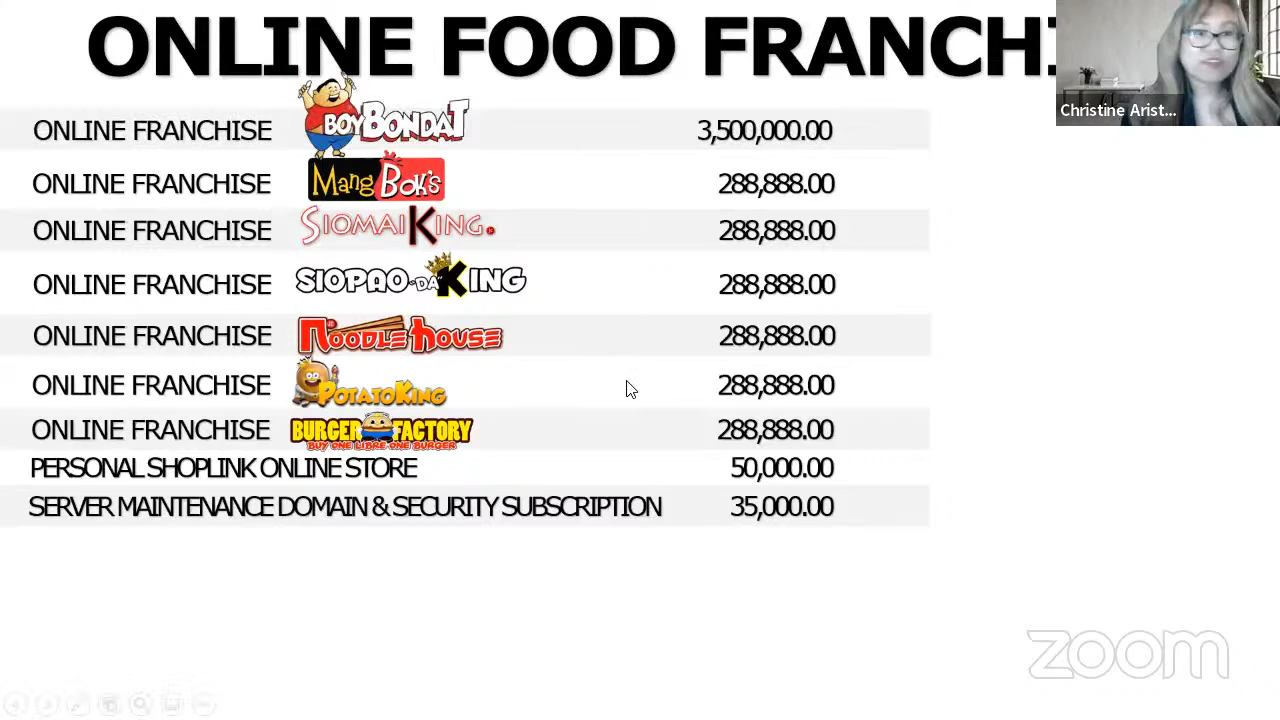 ONLINE FOOD FRANCHI
Christine Arist...
ONLINE FRANCHISE BOY BONDAT 3,500,000.00
ONLINE FRANCHISE Mang Bok's 288,888.00
ONLINE FRANCHISE SIOMAI KING 288,888.00
ONLINE FRANCHISE SIOPAO-DA-KING 288,888.00
ONLINE FRANCHISE NOODLE HOUSE 288,888.00
ONLINE FRANCHISE POTATO KING 288,888.00
ONLINE FRANCHISE BURGER FACTORY 288,888.00
BUY ONE LIBRE ONE BURGER
PERSONAL SHOPLINK ONLINE STORE 50,000.00
SERVER MAINTENANCE DOMAIN & SECURITY SUBSCRIPTION 35,000.00
zoom